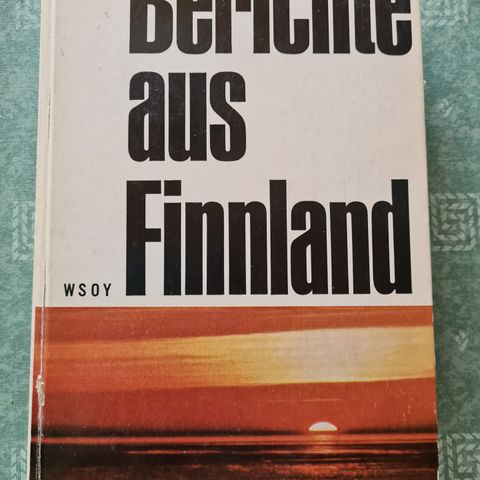 Berichte
aus
WSOY Finnland